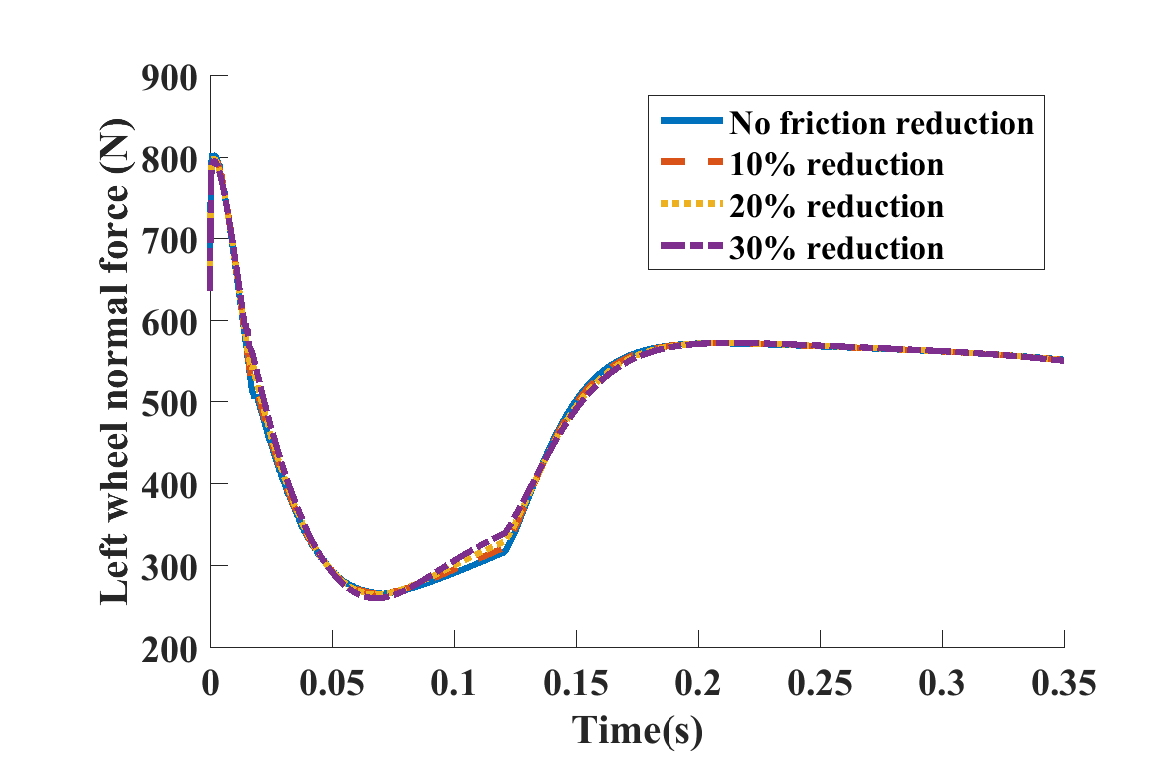 900
800
700
600
500
400
300
200
Left wheel normal force (N)
No friction reduction
10% reduction
20% reduction
30% reduction
0 0.05 0.1 0.15 0.2 0.25 0.3 0.35
Time(s)